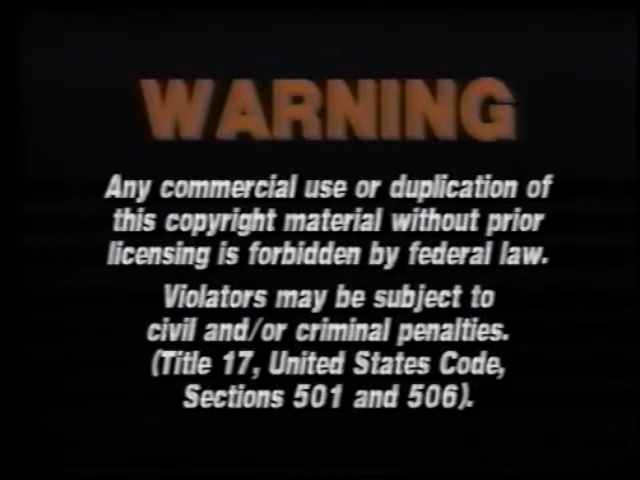 WARNING
Any commercial use or duplication of
this copyright material without prior
licensing is forbidden by federal law.
Violators may be subject to
civil and/or criminal penalties.
(Title 17, United States Code,
Sections 501 and 506).